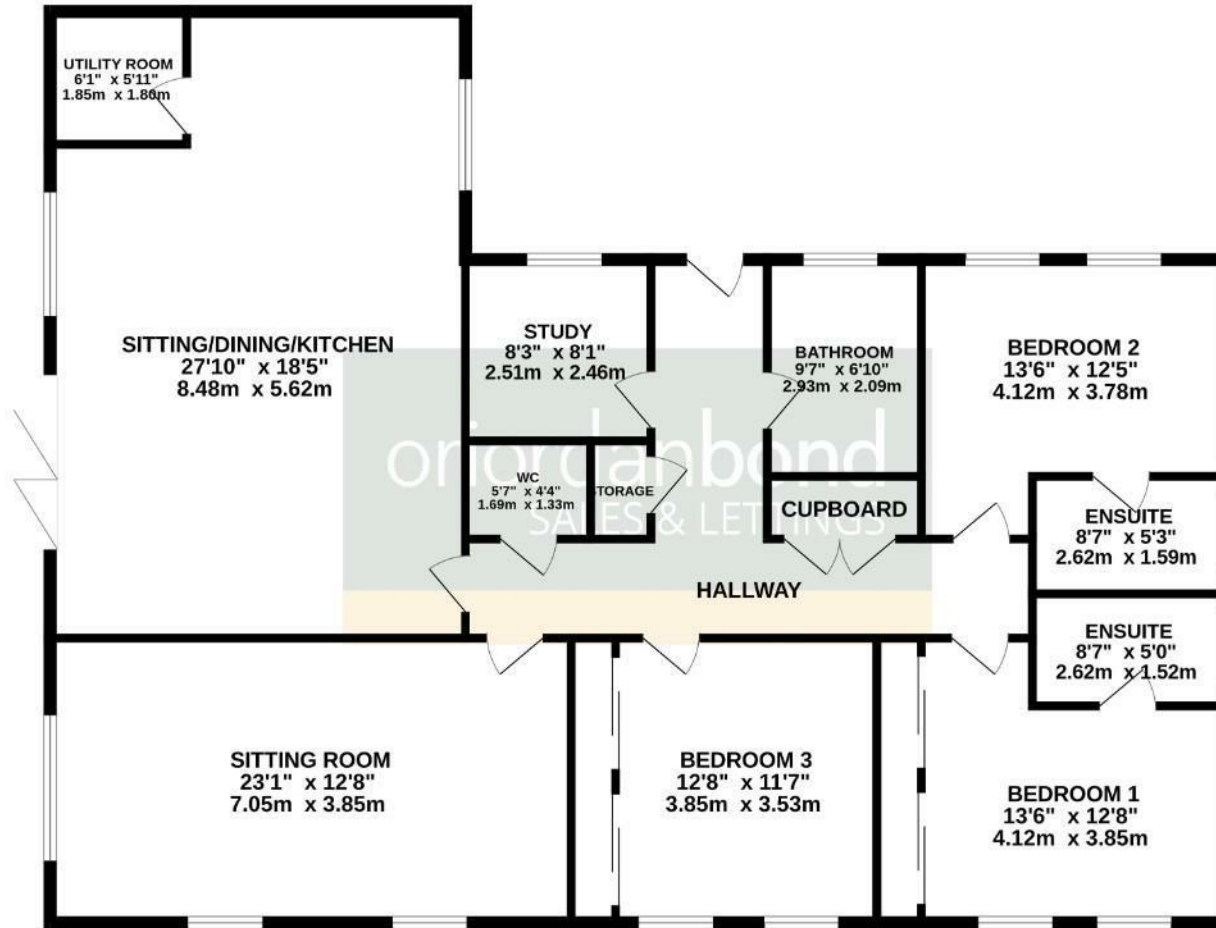 UTILITY ROOM
6'1" x 5'11"
1.85m x 1.80m
SITTING/DINING/KITCHEN
27'10" x 18'5"
8.48m x 5.62m
STUDY
8'3" x 8'1"
2.51m x 2.46m
BATHROOM
9'7" x 6'10"
2.93m x 2.09m
BEDROOM 2
13'6" x 12'5"
4.12m x 3.78m
oriordanbond
SALES & LETTINGS
WC
5'7" x 4'4"
1.69m x 1.33m
STORAGE
CUPBOARD
ENSUITE
8'7" x 5'3"
2.62m x 1.59m
HALLWAY
ENSUITE
8'7" x 5'0"
2.62m x 1.52m
SITTING ROOM
23'1" x 12'8"
7.05m x 3.85m
BEDROOM 3
12'8" x 11'7"
3.85m x 3.53m
BEDROOM 1
13'6" x 12'8"
4.12m x 3.85m